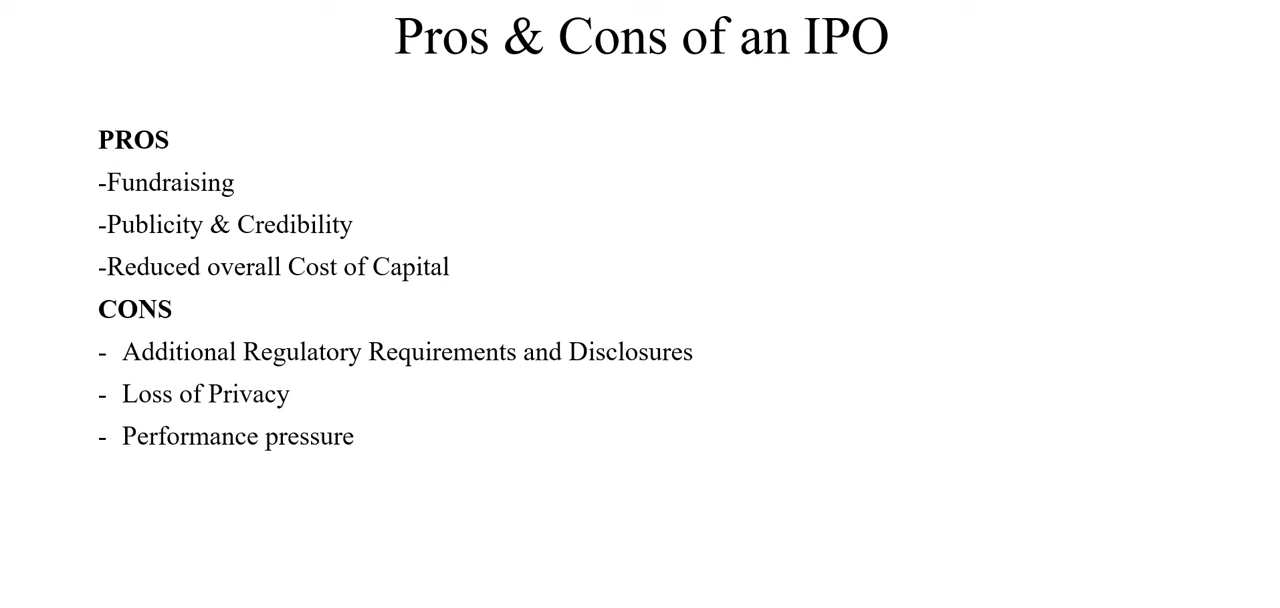 Pros & Cons of an IPO
PROS
-Fundraising
-Publicity & Credibility
-Reduced overall Cost of Capital
CONS
- Additional Regulatory Requirements and Disclosures
- Loss of Privacy
- Performance pressure